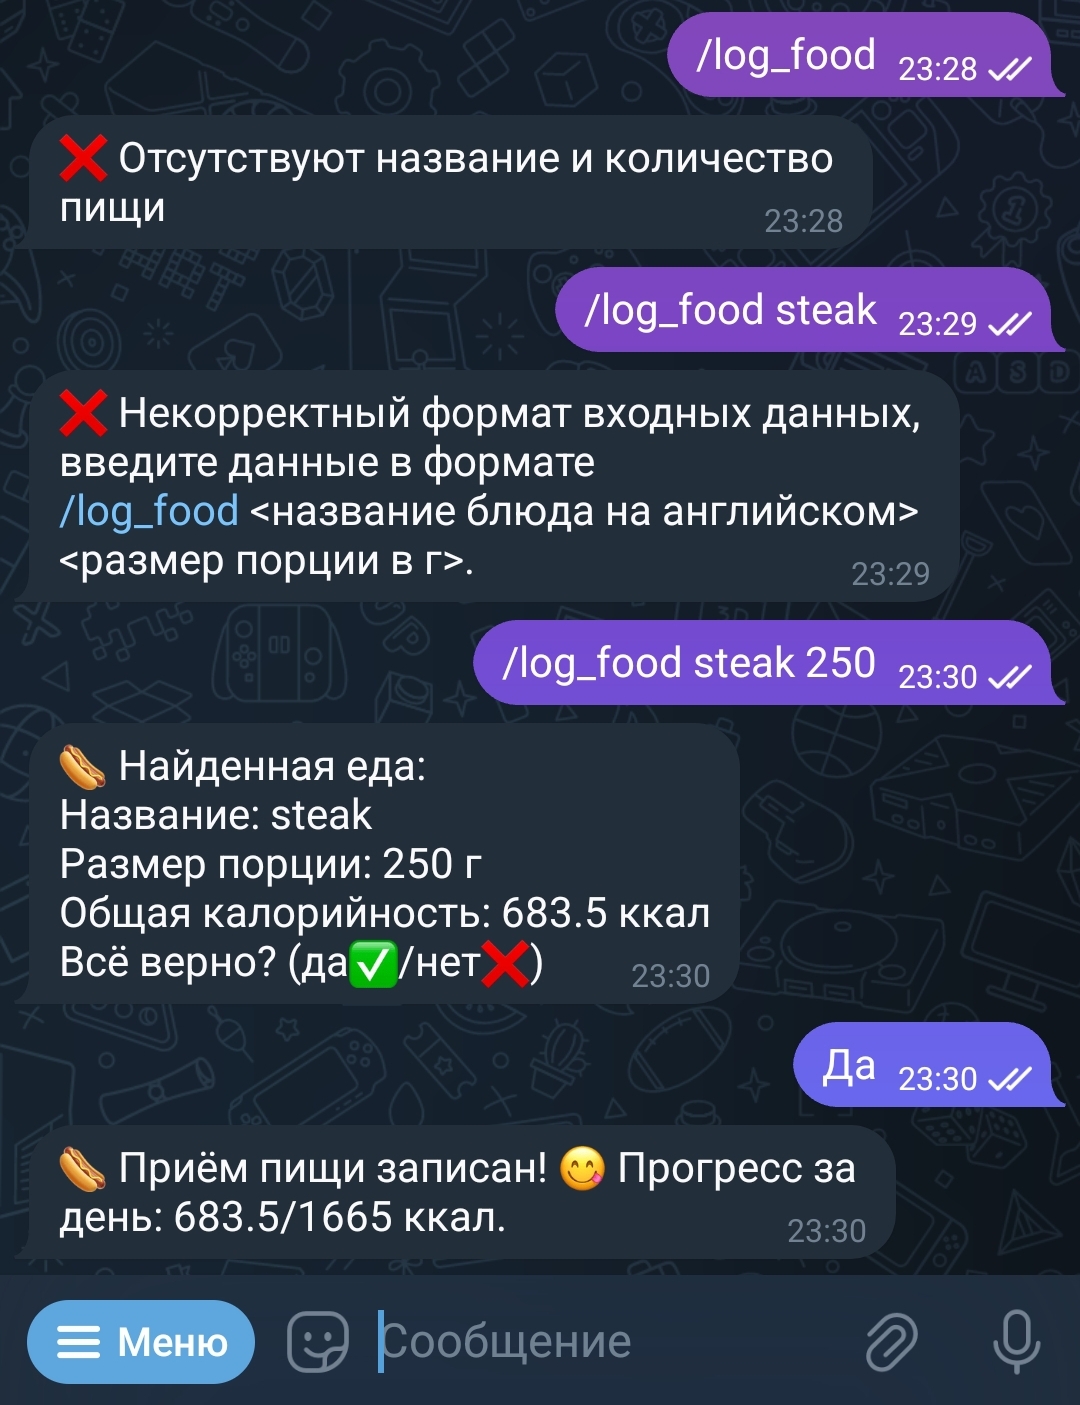 /log_food 23:28
❌ Отсутствуют название и количество
пищи
23:28
/log_food steak 23:29
❌ Некорректный формат входных данных,
введите данные в формате
/log_food <название блюда на английском>
<размер порции в г>.
23:29
/log_food steak 250 23:30
🌭 Найденная еда:
Название: steak
Размер порции: 250 г
Общая калорийность: 683.5 ккал
Всё верно? (да✅/нет❌) 23:30
Да 23:30
🌭 Приём пищи записан! 😋 Прогресс за
день: 683.5/1665 ккал.
23:30
Меню Сообщение